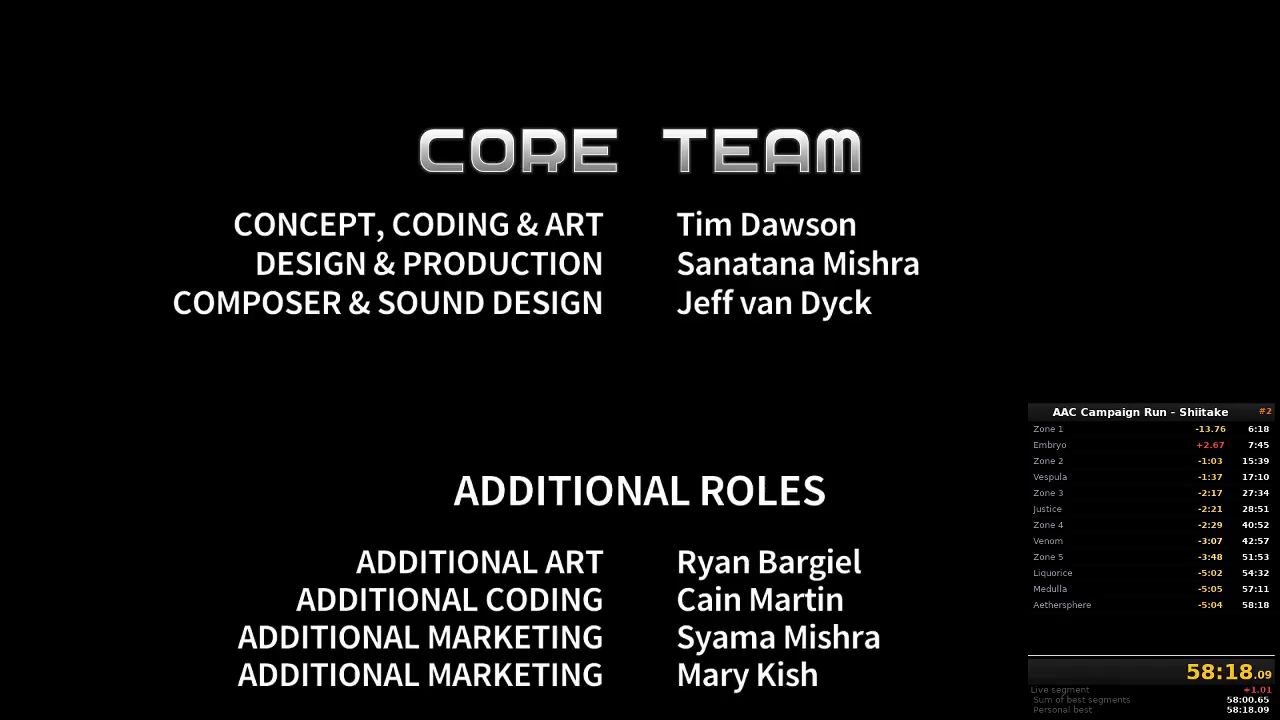 CORE TEAM
CONCEPT, CODING & ART Tim Dawson
DESIGN & PRODUCTION Sanatana Mishra
COMPOSER & SOUND DESIGN Jeff van Dyck
ADDITIONAL ROLES
ADDITIONAL ART Ryan Bargiel
ADDITIONAL CODING Cain Martin
ADDITIONAL MARKETING Syama Mishra
ADDITIONAL MARKETING Mary Kish
AAC Campaign Run - Shiitake #2
Zone 1 -13.76 6:18
Embryo +2.67 7:45
Zone 2 -1:03 15:39
Vespula -1:37 17:10
Zone 3 -2:17 27:34
Justice -2:21 28:51
Zone 4 -2:29 40:52
Venom -3:07 42:57
Zone 5 -3:48 51:53
Liquorice -5:02 54:32
Medulla -5:05 57:11
Aethersphere -5:04 58:18
58:18.09
Live segment +1.01
Sum of best segments 58:00.65
Personal best 58:18.09